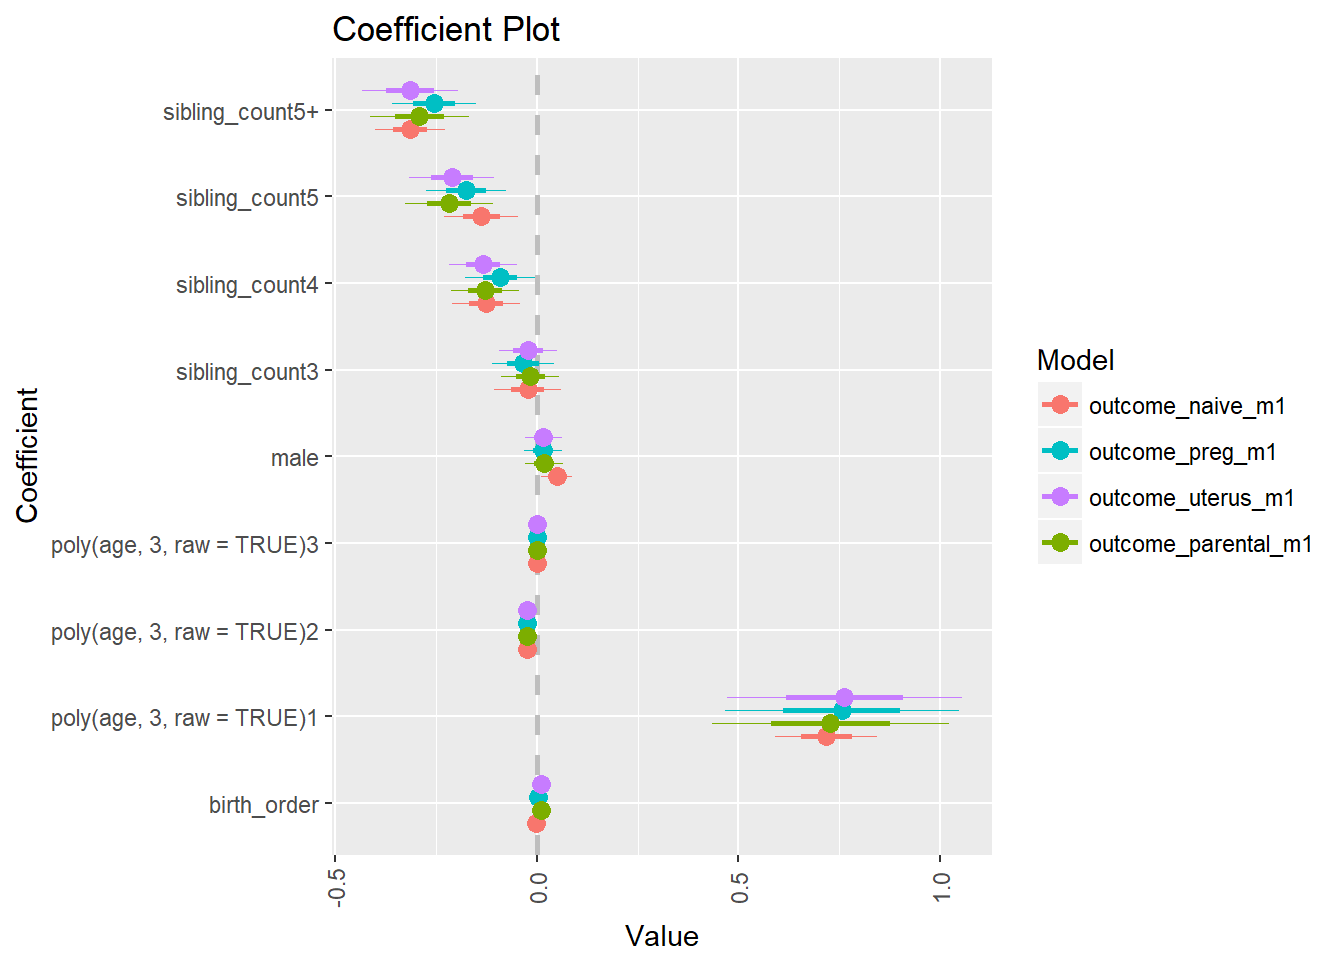 Coefficient Plot
sibling_count5+
sibling_count5
sibling_count4
sibling_count3
male
poly(age, 3, raw = TRUE)3
poly(age, 3, raw = TRUE)2
poly(age, 3, raw = TRUE)1
birth_order
Coefficient
-0.5
0.0
0.5
1.0
Value
Model
outcome_naive_m1
outcome_preg_m1
outcome_uterus_m1
outcome_parental_m1